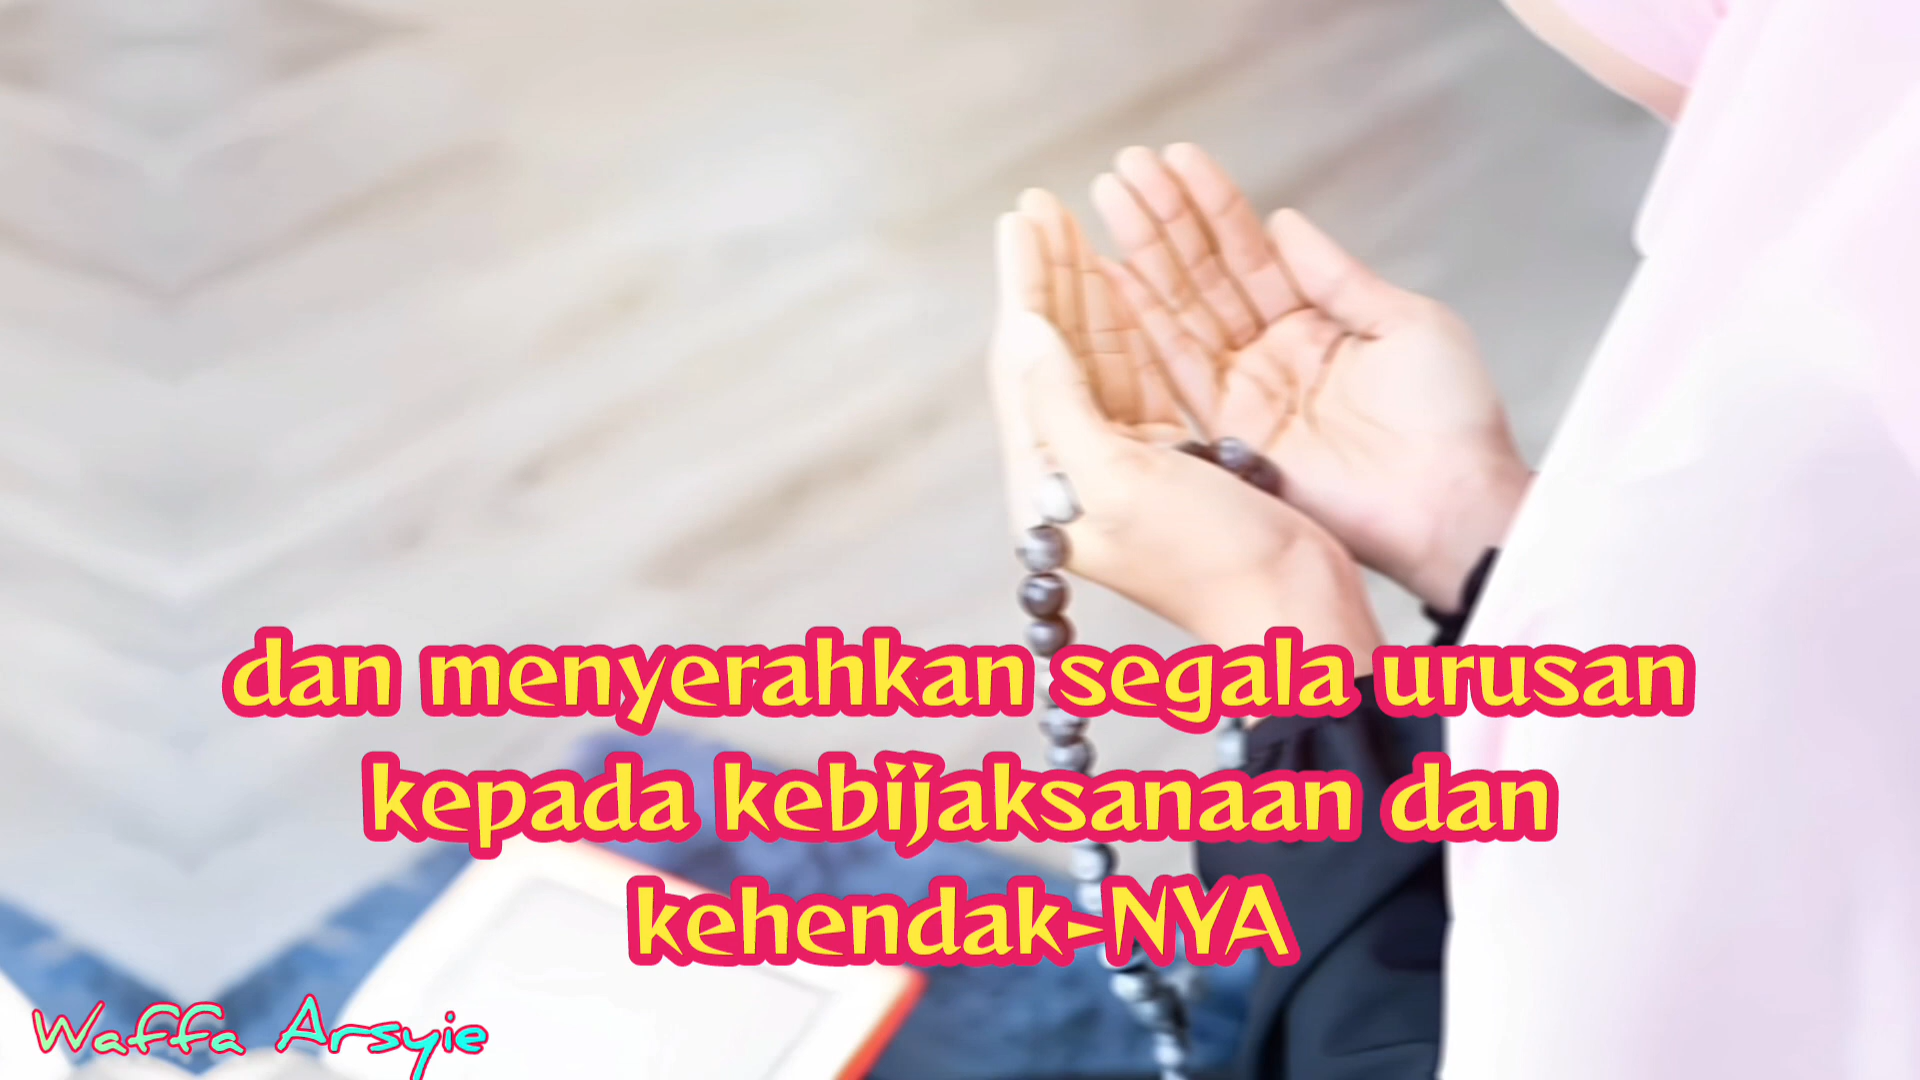 dan menyerahkan segala urusan
kepada kebijaksanaan dan
kehendak-NYA
Waffa Arsyie